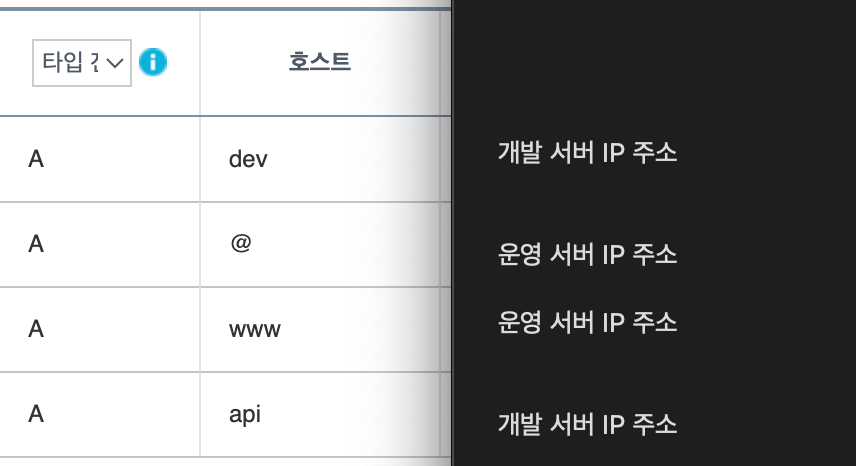 타입 호스트
A dev 개발 서버 IP 주소
A @ 운영 서버 IP 주소
A www 운영 서버 IP 주소
A api 개발 서버 IP 주소